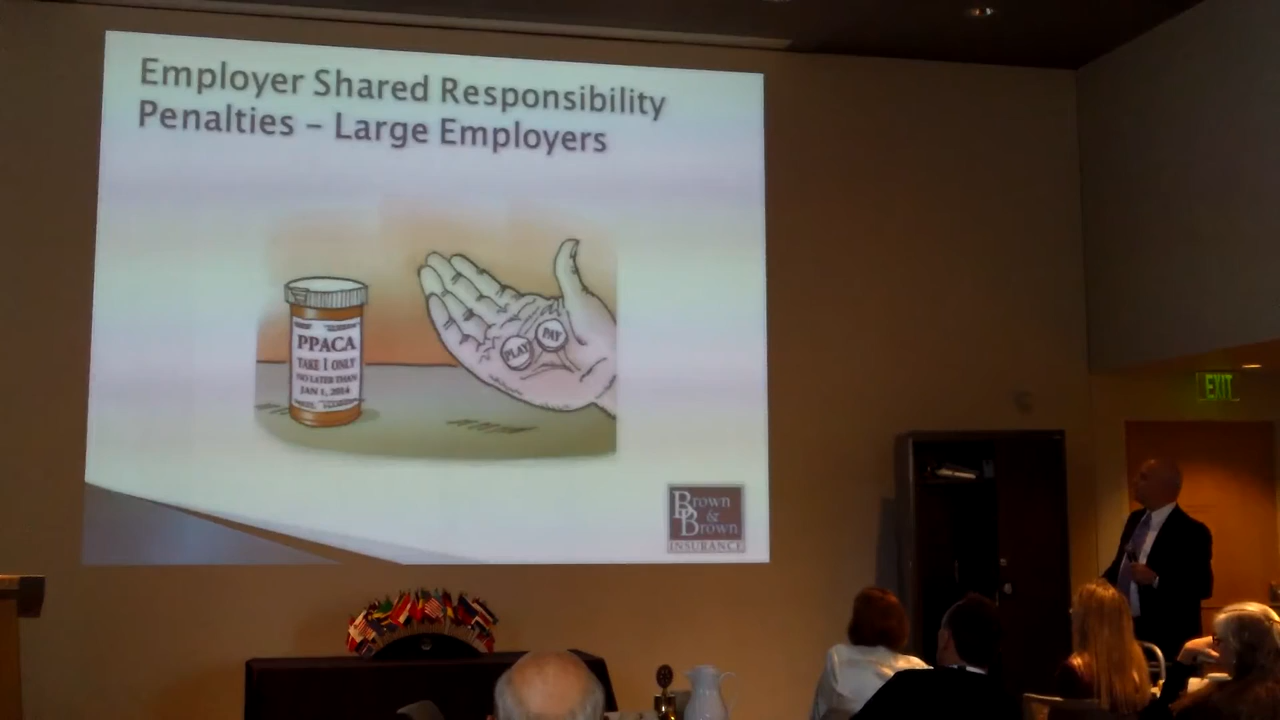 Employer Shared Responsibility
Penalties – Large Employers
PPACA
TAKE 1 ONLY
NO LATER THAN
JAN 1, 2014
PLAY
PAY
Brown
&
Brown
INSURANCE
EXIT